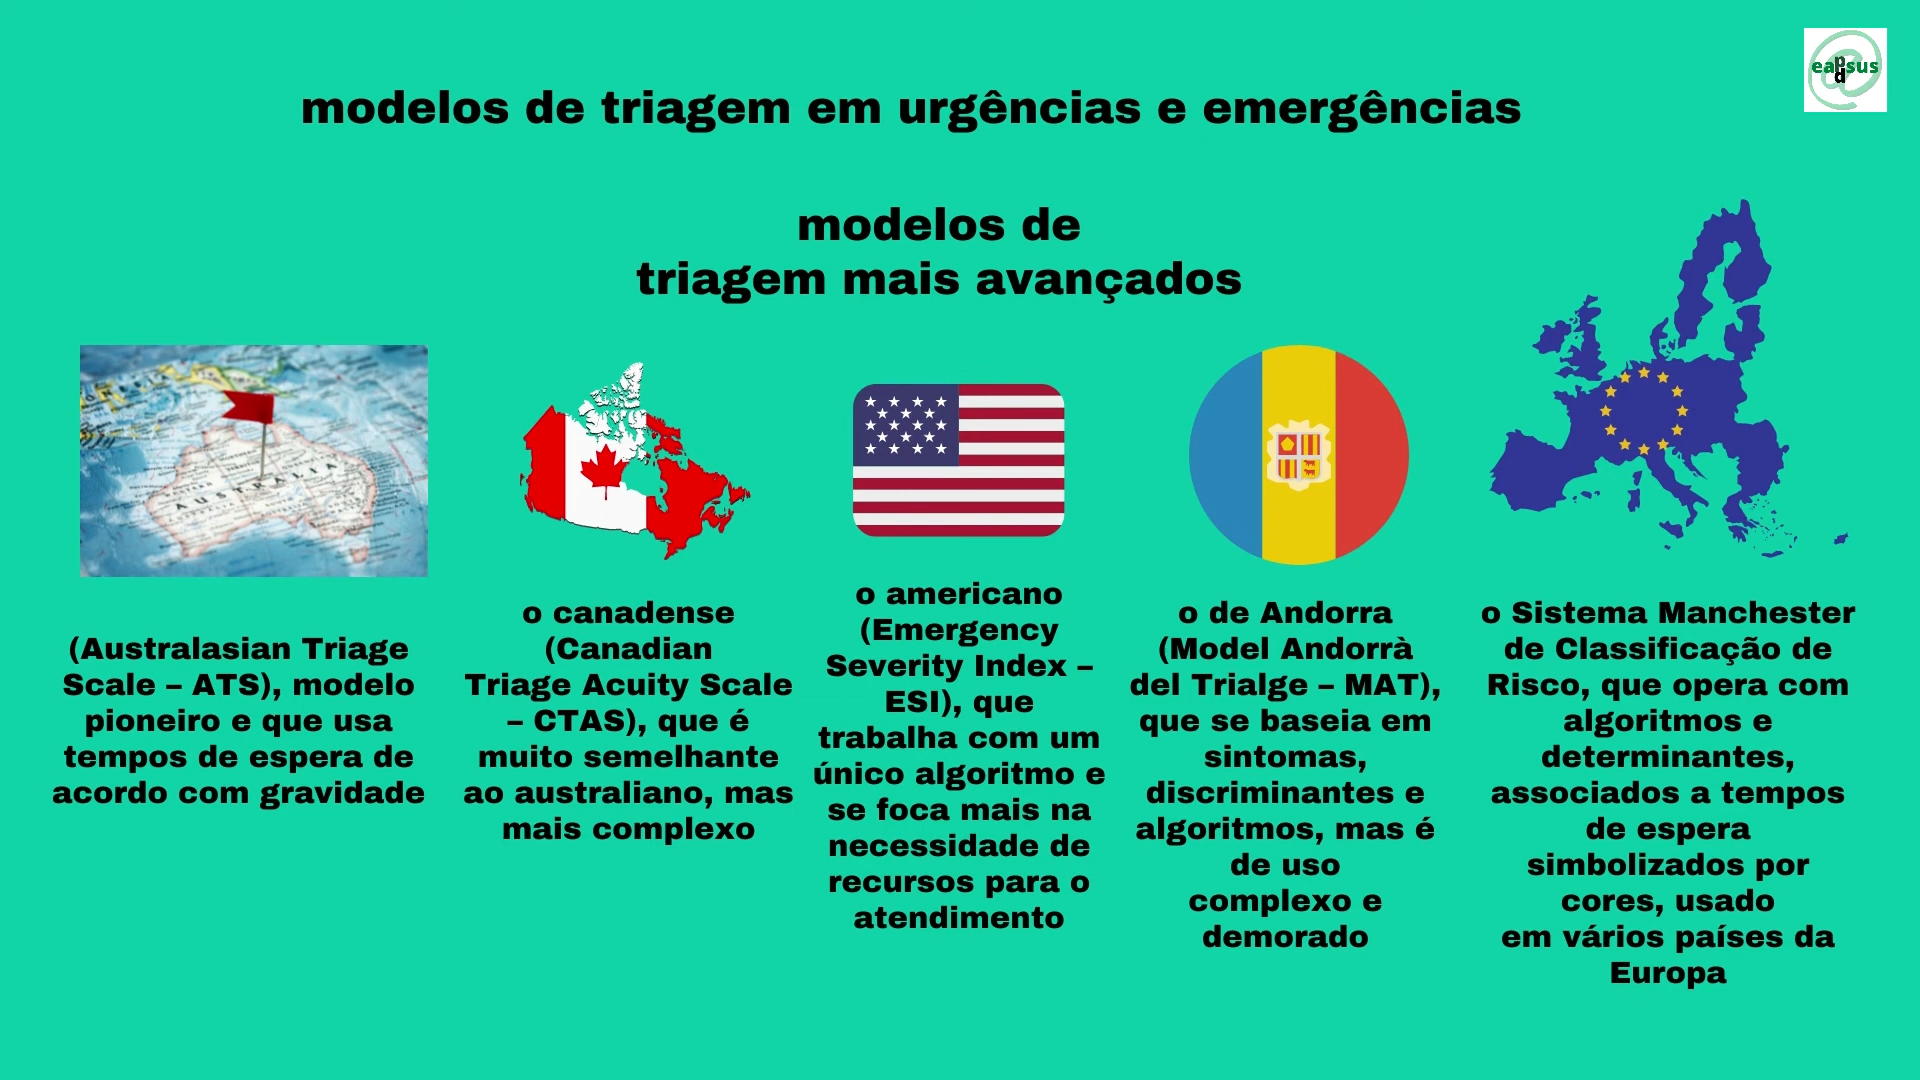 eapdsus
modelos de triagem em urgências e emergências
modelos de
triagem mais avançados
AUSTRALIA
(Australasian Triage
Scale – ATS), modelo
pioneiro e que usa
tempos de espera de
acordo com gravidade
o canadense
(Canadian
Triage Acuity Scale
– CTAS), que é
muito semelhante
ao australiano, mas
mais complexo
o americano
(Emergency
Severity Index –
ESI), que
trabalha com um
único algoritmo e
se foca mais na
necessidade de
recursos para o
atendimento
o de Andorra
(Model Andorrà
del Trialge – MAT),
que se baseia em
sintomas,
discriminantes e
algoritmos, mas é
de uso
complexo e
demorado
o Sistema Manchester
de Classificação de
Risco, que opera com
algoritmos e
determinantes,
associados a tempos
de espera
simbolizados por
cores, usado
em vários países da
Europa